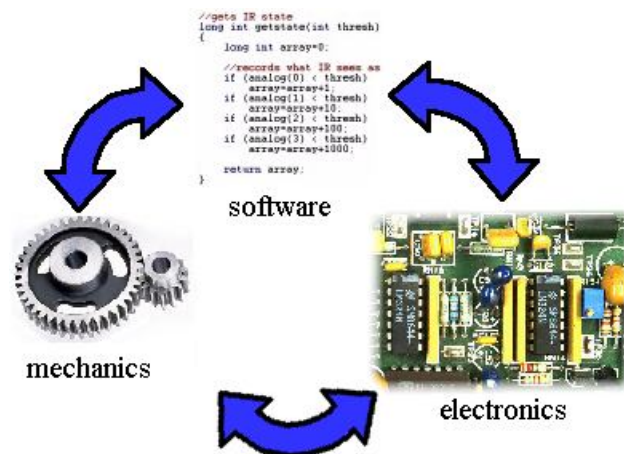 //gets IR state
long int getstate(int thresh)
{
long int array=0;
//records what IR sees as
if (analog(0) < thresh)
array=array+1;
if (analog(1) < thresh)
array=array+10;
if (analog(2) < thresh)
array=array+100;
if (analog(3) < thresh)
array=array+1000;
return array;
}
software
mechanics
electronics